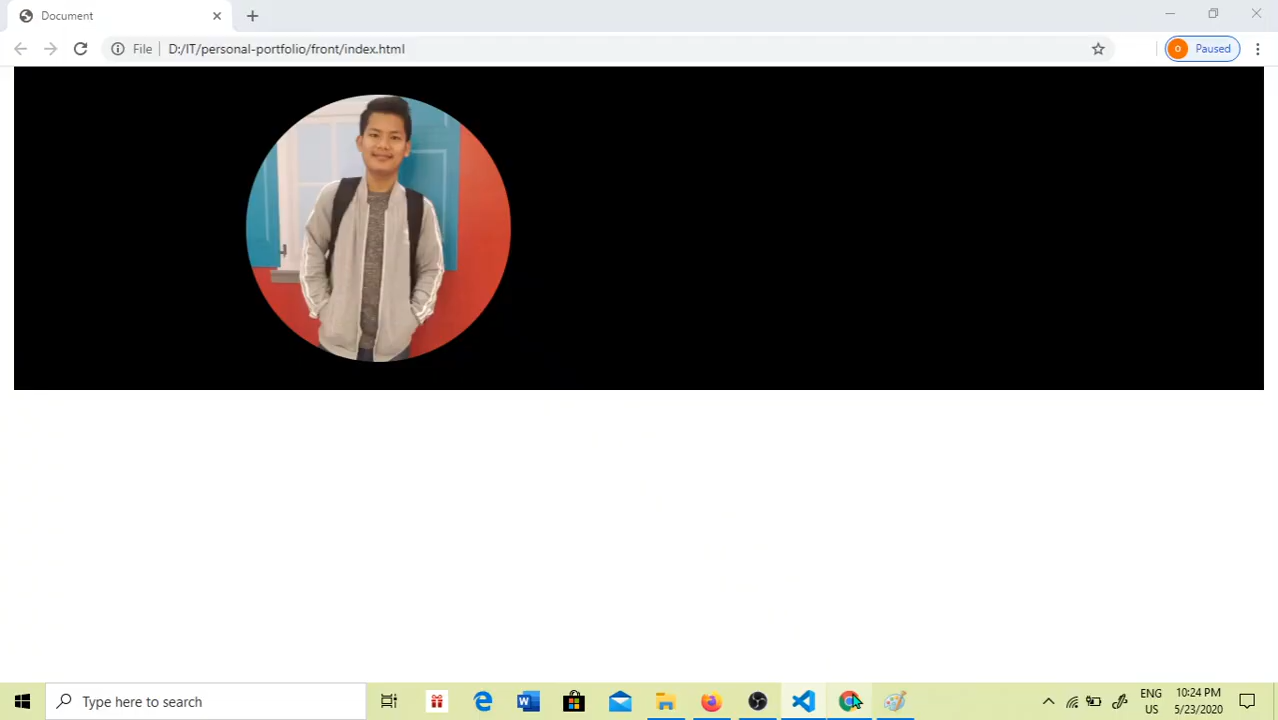 Document
File
D:/IT/personal-portfolio/front/index.html
0
Paused
Type here to search
ENG
US
10:24 PM
5/23/2020